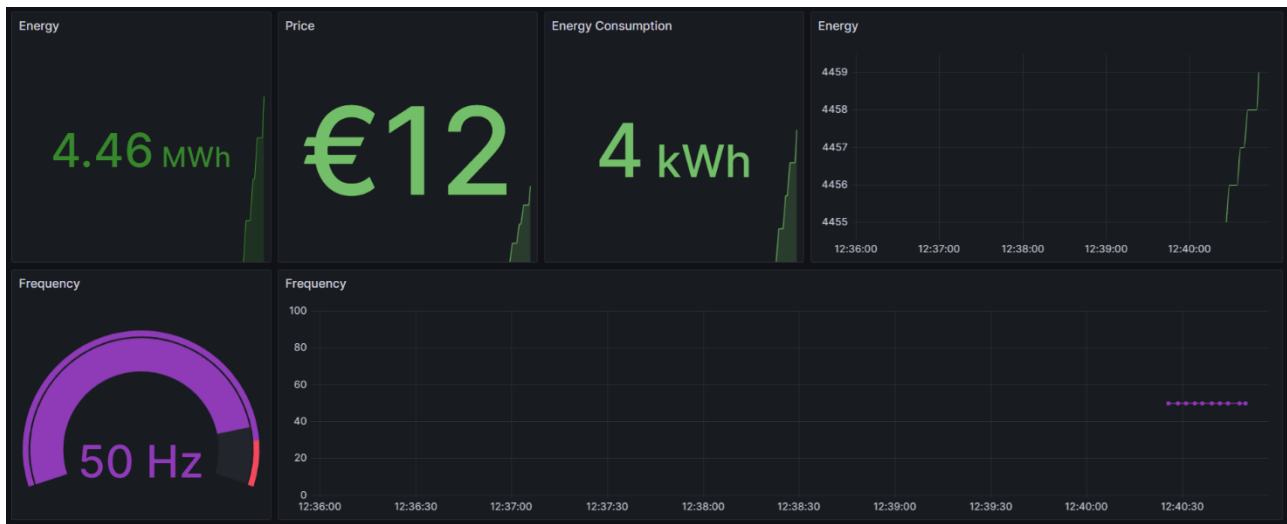 Energy
4.46 MWh
Price
€12
Energy Consumption
4 kWh
Energy
4459
4458
4457
4456
4455
12:36:00 12:37:00 12:38:00 12:39:00 12:40:00
Frequency
50 Hz
Frequency
100
80
60
40
20
0
12:36:00 12:36:30 12:37:00 12:37:30 12:38:00 12:38:30 12:39:00 12:39:30 12:40:00 12:40:30